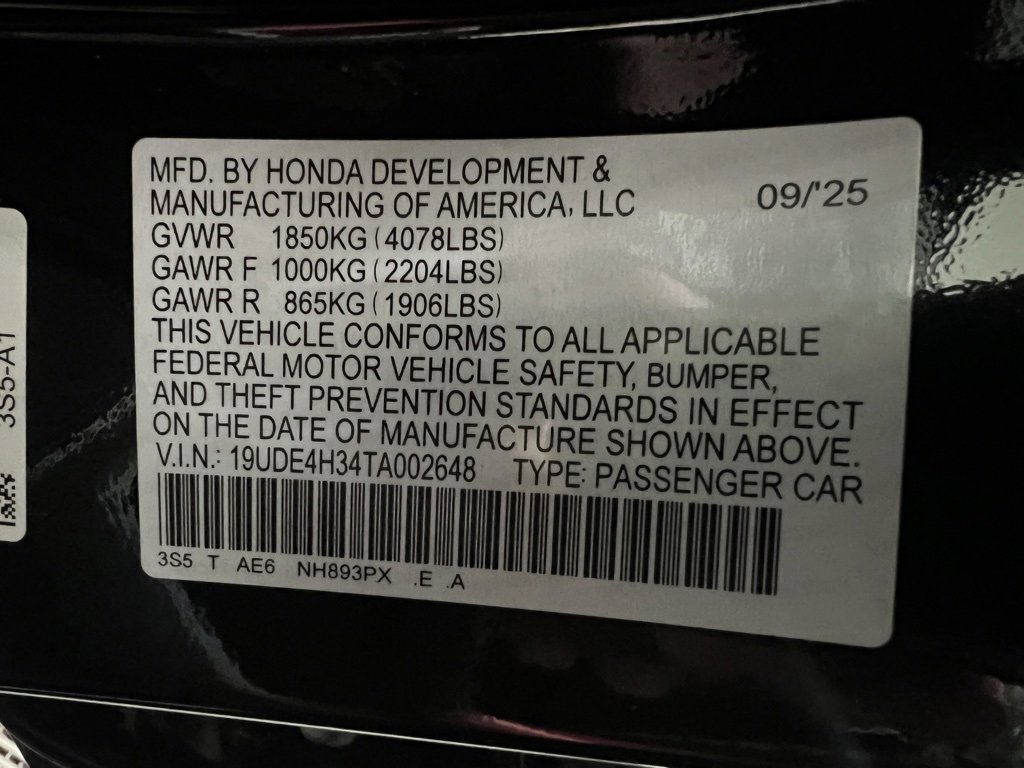 MFD. BY HONDA DEVELOPMENT &
MANUFACTURING OF AMERICA, LLC 09/'25
GVWR 1850KG (4078LBS)
GAWR F 1000KG (2204LBS)
GAWR R 865KG (1906LBS)
THIS VEHICLE CONFORMS TO ALL APPLICABLE
FEDERAL MOTOR VEHICLE SAFETY, BUMPER,
AND THEFT PREVENTION STANDARDS IN EFFECT
ON THE DATE OF MANUFACTURE SHOWN ABOVE.
V.I.N.: 19UDE4H34TA002648 TYPE: PASSENGER CAR
3S5 T AE6 NH893PX .E .A
3S5-A1